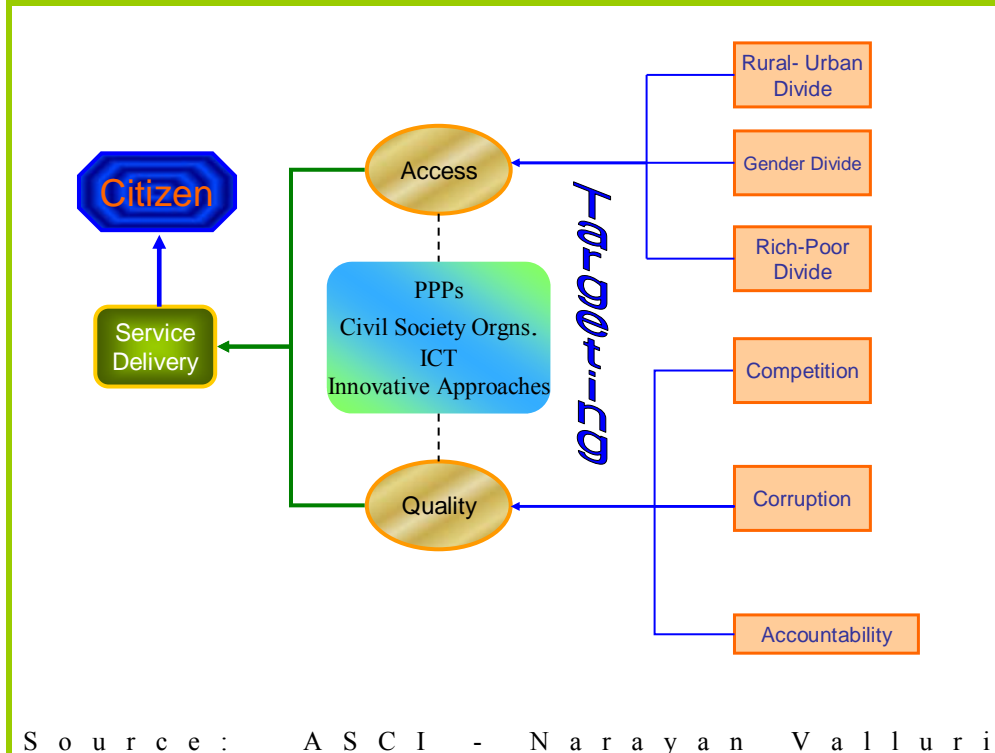 Rural- Urban
Divide
Access
Gender Divide
Citizen
Targeting
Rich-Poor
Divide
PPPs
Civil Society Orgns.
ICT
Innovative Approaches
Service
Delivery
Competition
Quality
Corruption
Accountability
Source: ASCI - Narayan Valluri